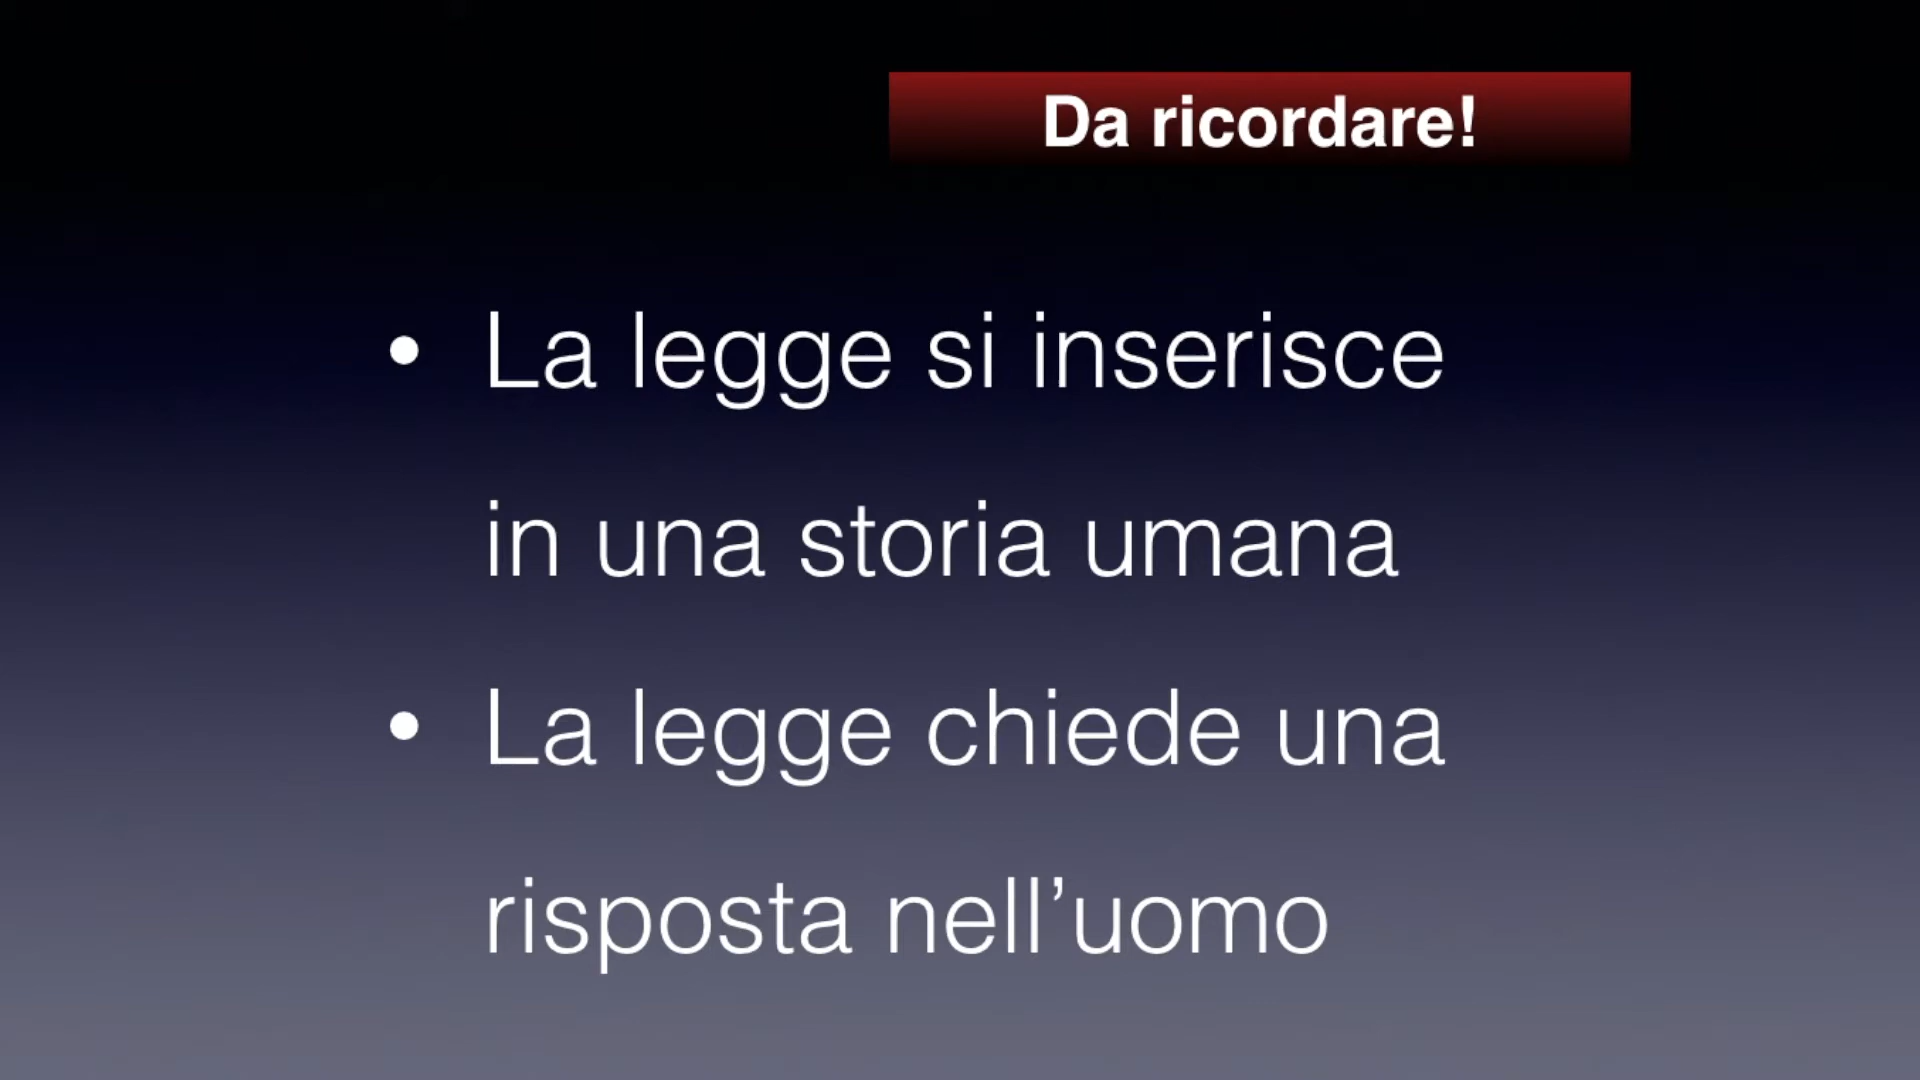 Da ricordare!
• La legge si inserisce
in una storia umana
• La legge chiede una
risposta nell’uomo